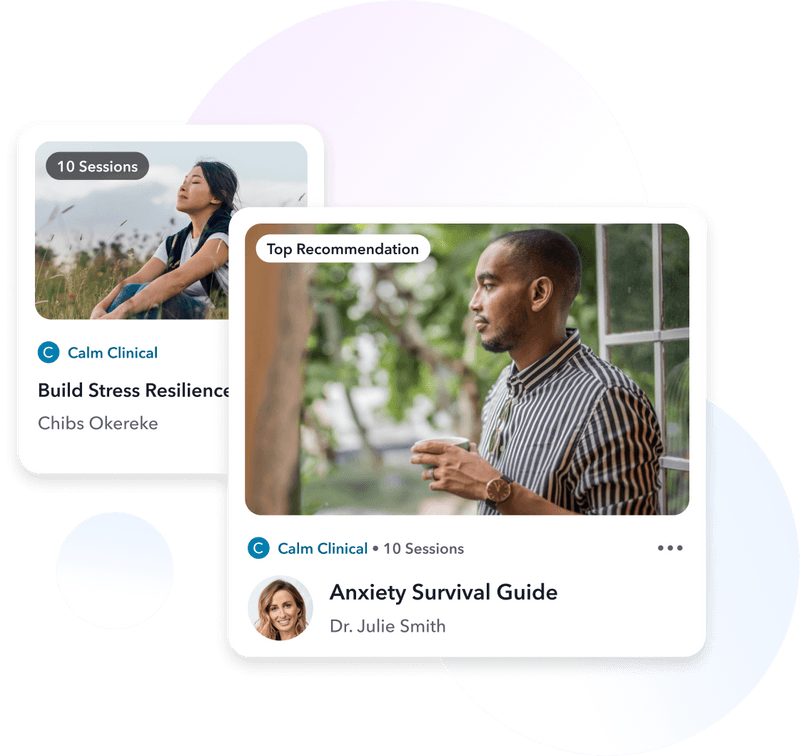 10 Sessions
C Calm Clinical
Build Stress Resilience
Chibs Okereke
Top Recommendation
C Calm Clinical • 10 Sessions
Anxiety Survival Guide
Dr. Julie Smith